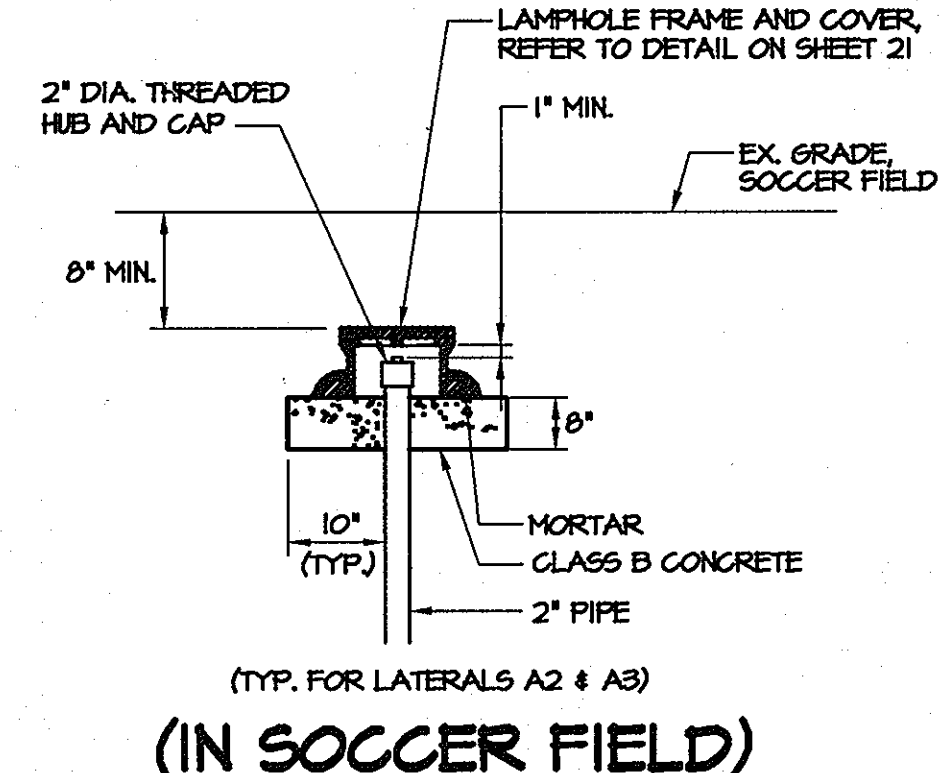 LAMPHOLE FRAME AND COVER,
REFER TO DETAIL ON SHEET 21
2" DIA. THREADED
HUB AND CAP
1" MIN.
EX. GRADE,
SOCCER FIELD
8" MIN.
8"
10"
(TYP.)
MORTAR
CLASS B CONCRETE
2" PIPE
(TYP. FOR LATERALS A2 & A3)
(IN SOCCER FIELD)